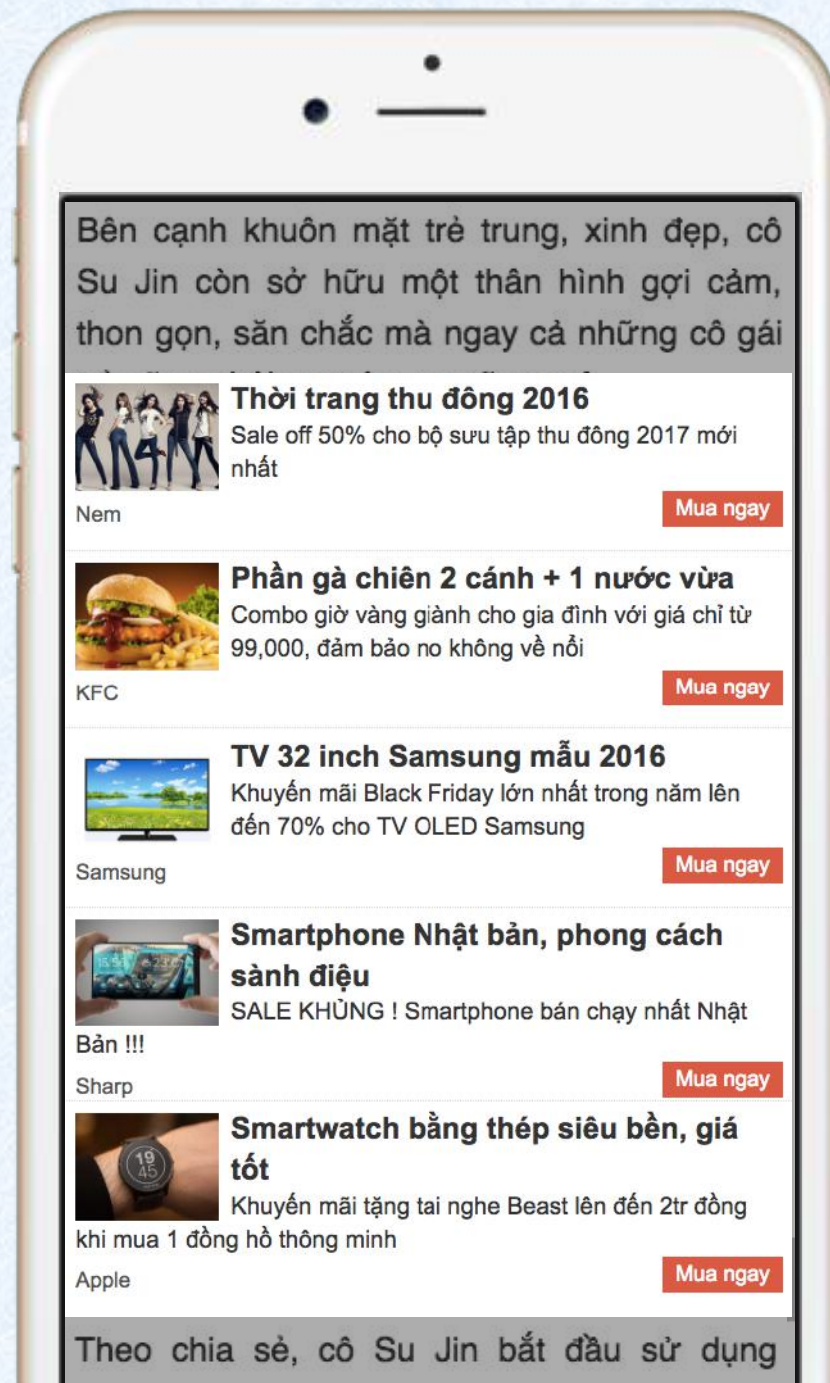 Bên cạnh khuôn mặt trẻ trung, xinh đẹp, cô
Su Jin còn sở hữu một thân hình gợi cảm,
thon gọn, săn chắc mà ngay cả những cô gái
Thời trang thu đông 2016
Sale off 50% cho bộ sưu tập thu đông 2017 mới
nhất
Nem
Mua ngay
Phần gà chiên 2 cánh + 1 nước vừa
Combo giờ vàng giành cho gia đình với giá chỉ từ
99,000, đảm bảo no không về nổi
KFC
Mua ngay
TV 32 inch Samsung mẫu 2016
Khuyến mãi Black Friday lớn nhất trong năm lên
đến 70% cho TV OLED Samsung
Samsung
Mua ngay
Smartphone Nhật bản, phong cách
sành điệu
SALE KHỦNG ! Smartphone bán chạy nhất Nhật
Bản !!!
Sharp
Mua ngay
Smartwatch bằng thép siêu bền, giá
tốt
19
45
Khuyến mãi tặng tai nghe Beast lên đến 2tr đồng
khi mua 1 đồng hồ thông minh
Apple
Mua ngay
Theo chia sẻ, cô Su Jin bắt đầu sử dụng